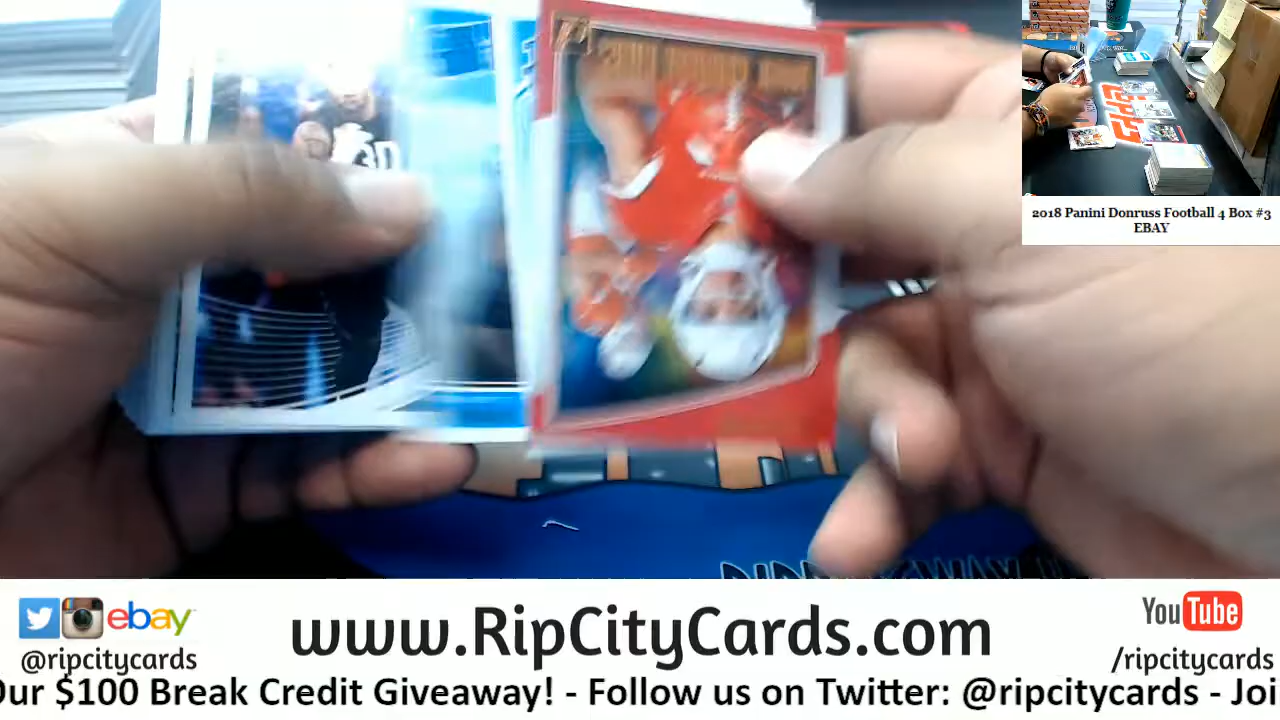 2018 Panini Donruss Football 4 Box #3
EBAY
ebay
@ripcitycards
www.RipCityCards.com
YouTube
/ripcitycards
Our $100 Break Credit Giveaway! - Follow us on Twitter: @ripcitycards - Joi